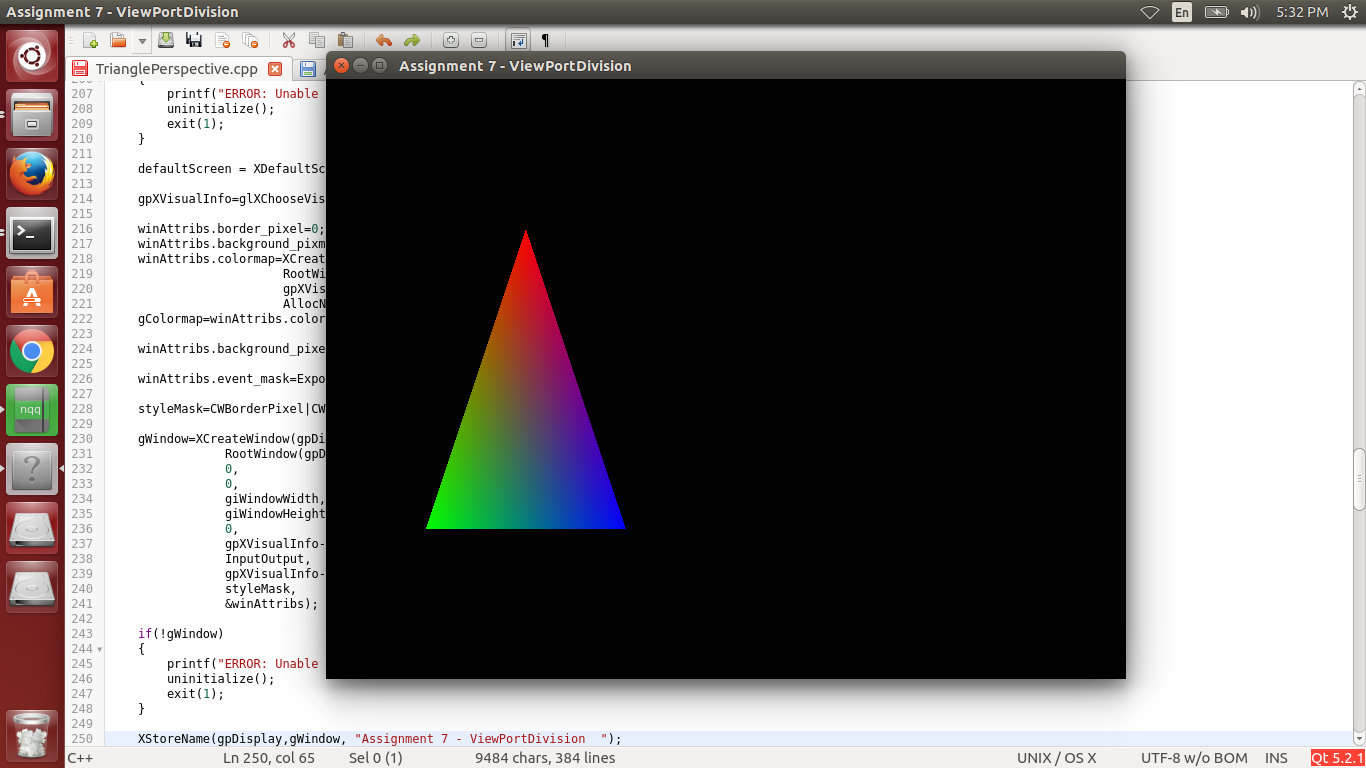 Assignment 7 - ViewPortDivision
En
5:32 PM
TrianglePerspective.cpp
Assignment 7 - ViewPortDivision
207 printf("ERROR: Unable
208 uninitialize();
209 exit(1);
210 }
211
212 defaultScreen = XDefaultSc
213
214 gpXVisualInfo=glXChooseVis
215
216 winAttribs.border_pixel=0;
217 winAttribs.background_pixm
218 winAttribs.colormap=XCreat
219 RootWi
220 gpXVis
221 AllocN
222 gColormap=winAttribs.color
223
224 winAttribs.background_pixe
225
226 winAttribs.event_mask=Expo
227
228 styleMask=CWBorderPixel|CW
229
230 gWindow=XCreateWindow(gpDi
231 RootWindow(gpD
232 0,
233 0,
234 giWindowWidth,
235 giWindowHeight
236 0,
237 gpXVisualInfo-
238 InputOutput,
239 gpXVisualInfo-
240 styleMask,
241 &winAttribs);
242
243 if(!gWindow)
244 {
245 printf("ERROR: Unable
246 uninitialize();
247 exit(1);
248 }
249
250 XStoreName(gpDisplay,gWindow, "Assignment 7 - ViewPortDivision  ");
nqq
C++
Ln 250, col 65
Sel 0 (1)
9484 chars, 384 lines
UNIX / OS X
UTF-8 w/o BOM
INS
Qt 5.2.1